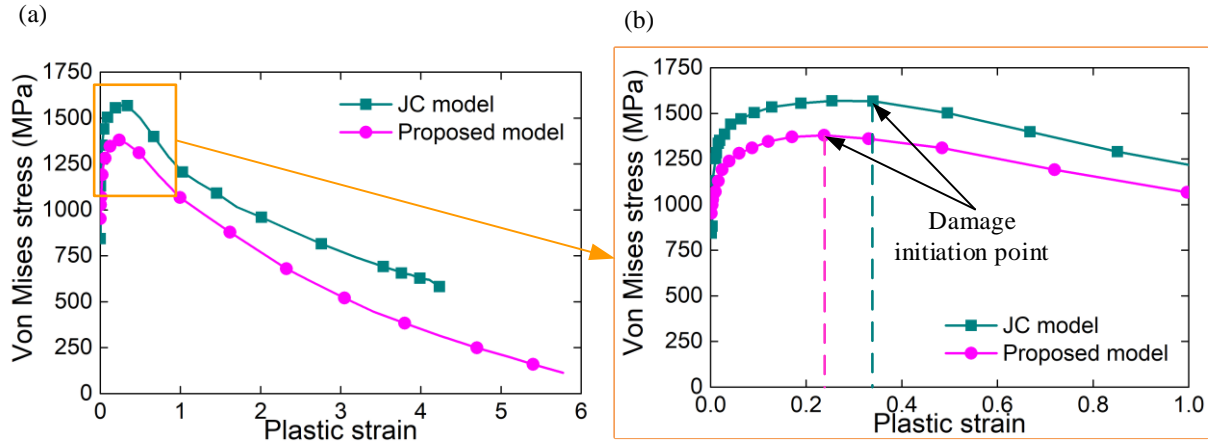 (a)
Von Mises stress (MPa)
1750
1500
1250
1000
750
500
250
0
0 1 2 3 4 5 6
Plastic strain
JC model
Proposed model
(b)
Von Mises stress (MPa)
1750
1500
1250
1000
750
500
250
0
0.0 0.2 0.4 0.6 0.8 1.0
Plastic strain
Damage
initiation point
JC model
Proposed model